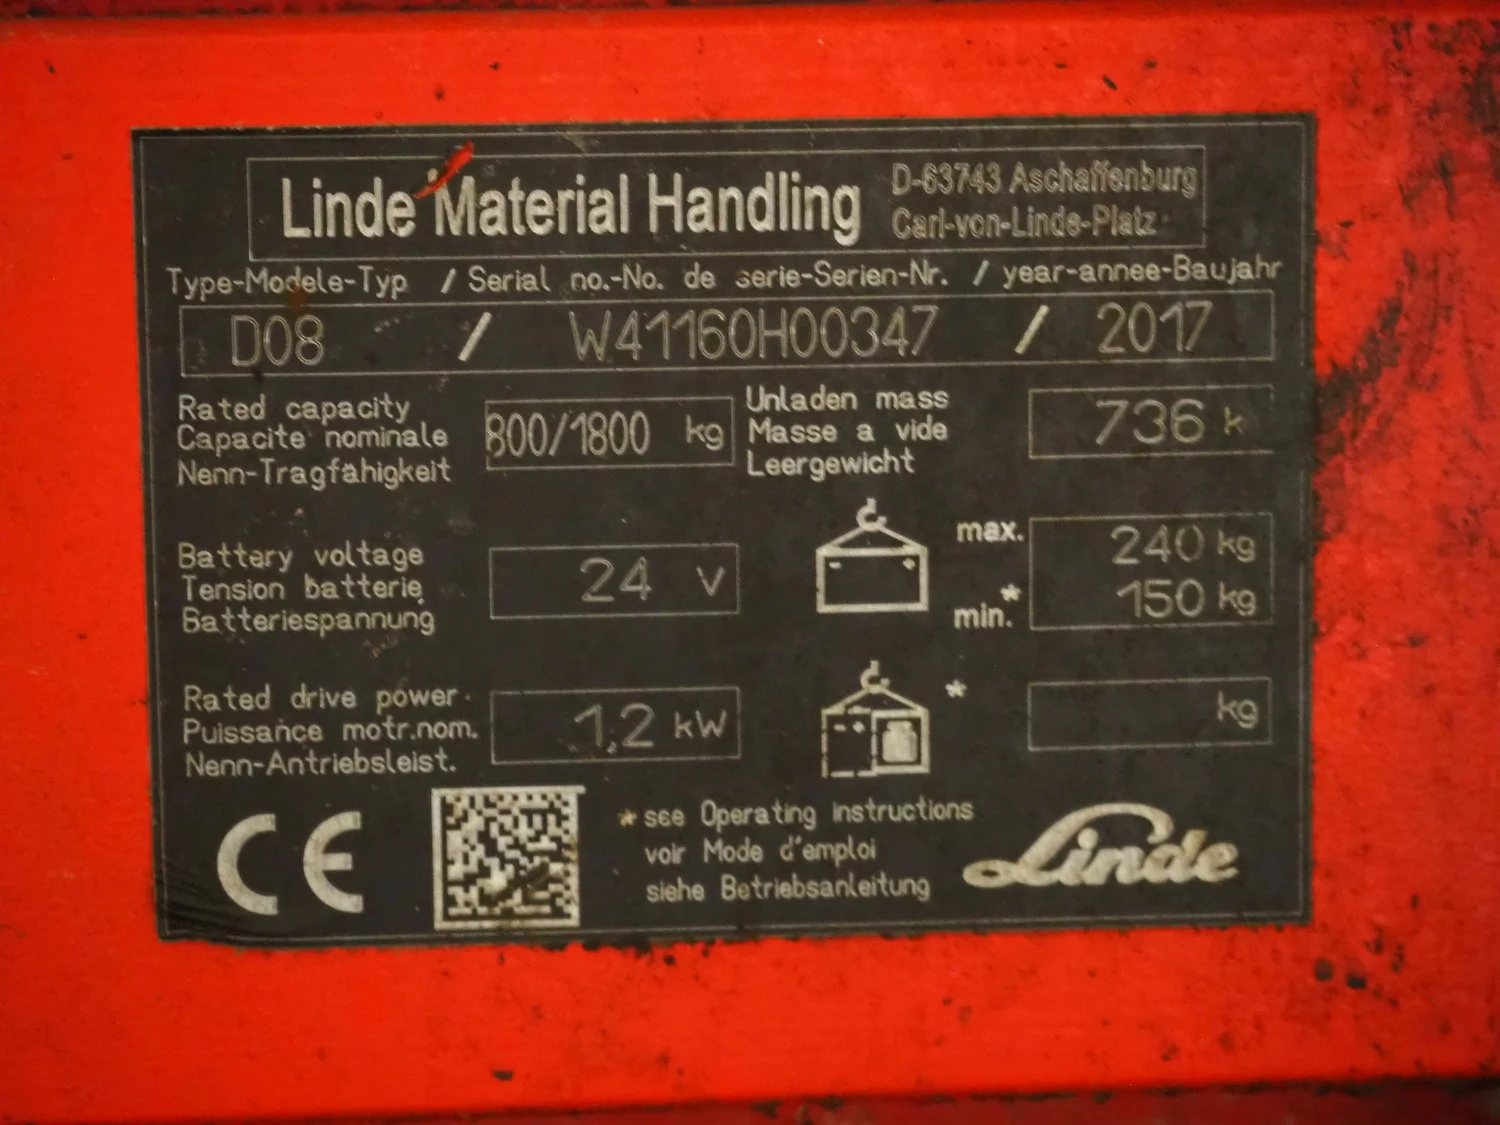 Linde Material Handling
D-63743 Aschaffenburg
Carl-von-Linde-Platz
Type-Modele-Typ / Serial no.-No. de serie-Serien-Nr. / year-annee-Baujahr
D08 / W41160H00347 / 2017
Rated capacity
Capacite nominale
Nenn-Tragfähigkeit
800/1800 kg
Unladen mass
Masse a vide
Leergewicht
736 k
Battery voltage
Tension batterie
Batteriespannung
24 V
max. 240 kg
min.* 150 kg
Rated drive power
Puissance motr.nom.
Nenn-Antriebsleist.
1,2 kW
* kg
CE
* see Operating instructions
voir Mode d'emploi
siehe Betriebsanleitung
Linde